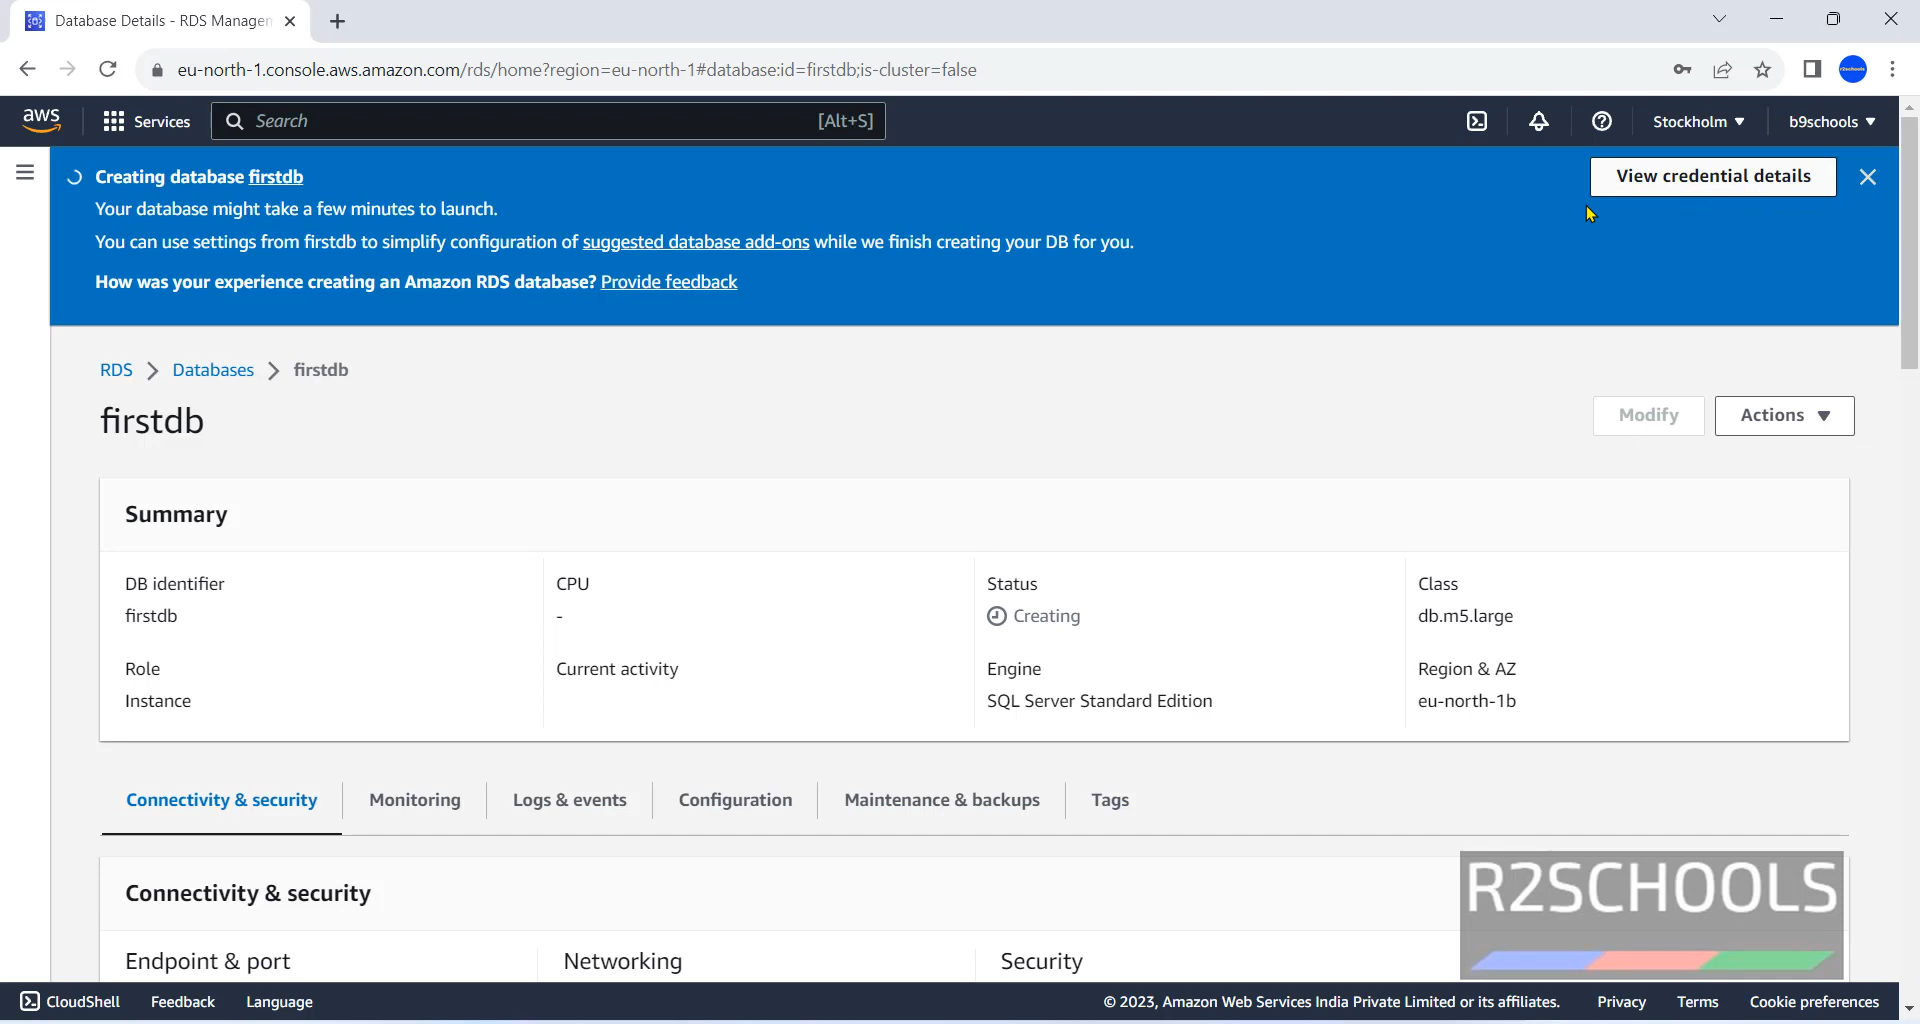 Database Details - RDS Managem
eu-north-1.console.aws.amazon.com/rds/home?region=eu-north-1#database:id=firstdb;is-cluster=false
r2schools
aws
Services
Search
[Alt+S]
Stockholm
b9schools
Creating database firstdb
View credential details
Your database might take a few minutes to launch.
You can use settings from firstdb to simplify configuration of suggested database add-ons while we finish creating your DB for you.
How was your experience creating an Amazon RDS database? Provide feedback
RDS
Databases
firstdb
firstdb
Modify
Actions
Summary
DB identifier
firstdb
CPU
-
Status
Creating
Class
db.m5.large
Role
Instance
Current activity
Engine
SQL Server Standard Edition
Region & AZ
eu-north-1b
Connectivity & security
Monitoring
Logs & events
Configuration
Maintenance & backups
Tags
Connectivity & security
R2SCHOOLS
Endpoint & port
Networking
Security
CloudShell
Feedback
Language
© 2023, Amazon Web Services India Private Limited or its affiliates.
Privacy
Terms
Cookie preferences